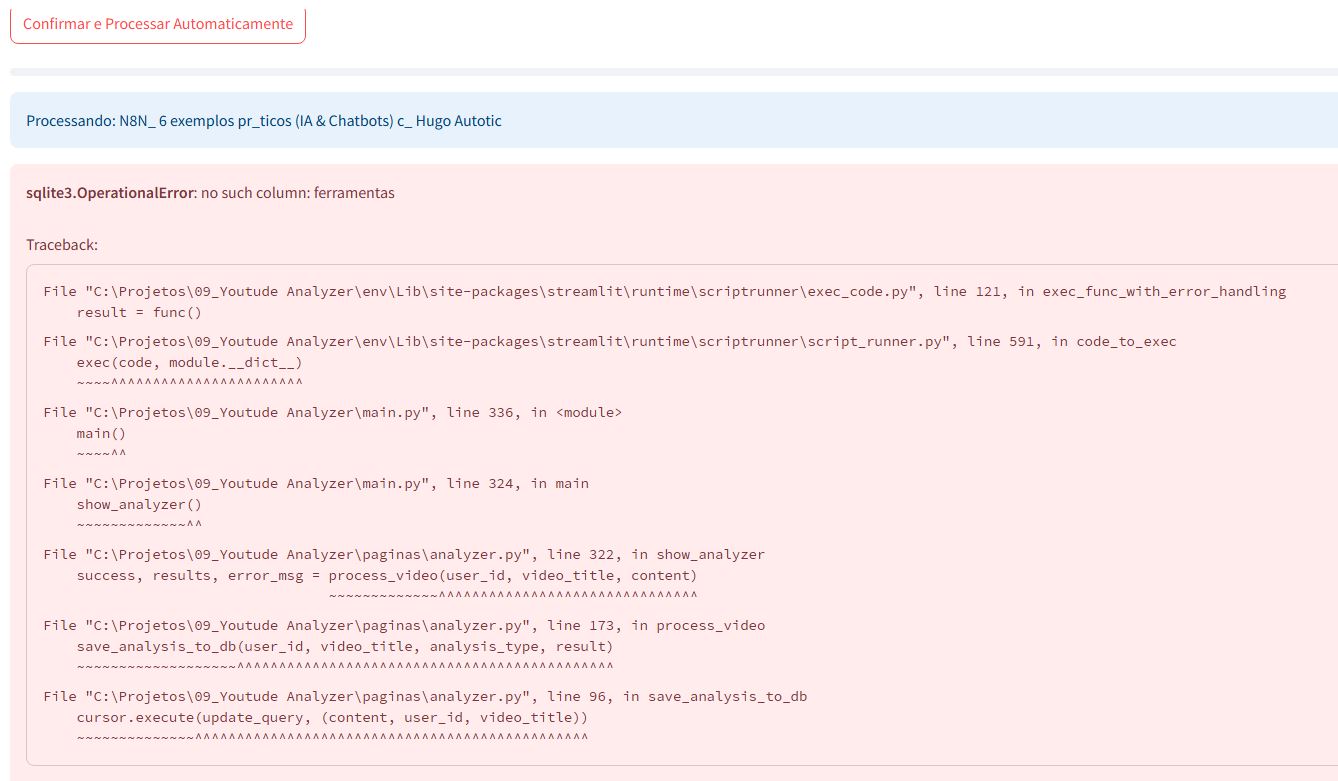 Confirmar e Processar Automaticamente
Processando: N8N_ 6 exemplos pr_ticos (IA & Chatbots) c_ Hugo Autotic
sqlite3.OperationalError: no such column: ferramentas
Traceback:
File "C:\Projetos\09_Youtude Analyzer\env\Lib\site-packages\streamlit\runtime\scriptrunner\exec_code.py", line 121, in exec_func_with_error_handling
    result = func()
File "C:\Projetos\09_Youtude Analyzer\env\Lib\site-packages\streamlit\runtime\scriptrunner\script_runner.py", line 591, in code_to_exec
    exec(code, module.__dict__)
    ~~~~^^^^^^^^^^^^^^^^^^^^^^^
File "C:\Projetos\09_Youtude Analyzer\main.py", line 336, in <module>
    main()
    ~~~~^^
File "C:\Projetos\09_Youtude Analyzer\main.py", line 324, in main
    show_analyzer()
    ~~~~~~~~~~~~~^^
File "C:\Projetos\09_Youtude Analyzer\paginas\analyzer.py", line 322, in show_analyzer
    success, results, error_msg = process_video(user_id, video_title, content)
                                  ~~~~~~~~~~~~~^^^^^^^^^^^^^^^^^^^^^^^^^^^^^^^
File "C:\Projetos\09_Youtude Analyzer\paginas\analyzer.py", line 173, in process_video
    save_analysis_to_db(user_id, video_title, analysis_type, result)
    ~~~~~~~~~~~~~~~~~~~^^^^^^^^^^^^^^^^^^^^^^^^^^^^^^^^^^^^^^^^^^^^^
File "C:\Projetos\09_Youtude Analyzer\paginas\analyzer.py", line 96, in save_analysis_to_db
    cursor.execute(update_query, (content, user_id, video_title))
    ~~~~~~~~~~~~~~^^^^^^^^^^^^^^^^^^^^^^^^^^^^^^^^^^^^^^^^^^^^^^^